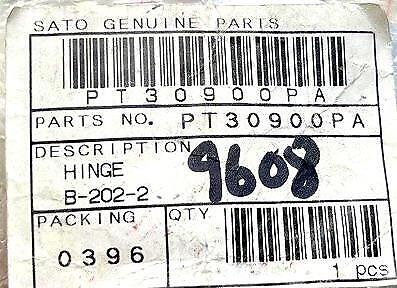 SATO GENUINE PARTS
PT30900PA
PARTS NO. PT30900PA
DESCRIPTION
HINGE
B-202-2
9608
PACKING
0396
QTY
1 pcs